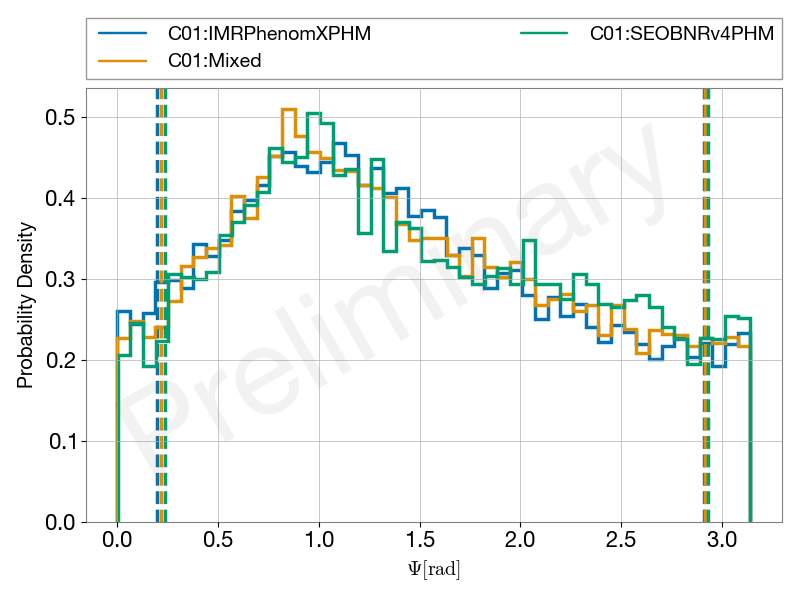 C01:IMRPhenomXPHM
C01:Mixed
C01:SEOBNRv4PHM
Preliminary
Probability Density
0.5
0.4
0.3
0.2
0.1
0.0
0.0 0.5 1.0 1.5 2.0 2.5 3.0
Ψ[rad]